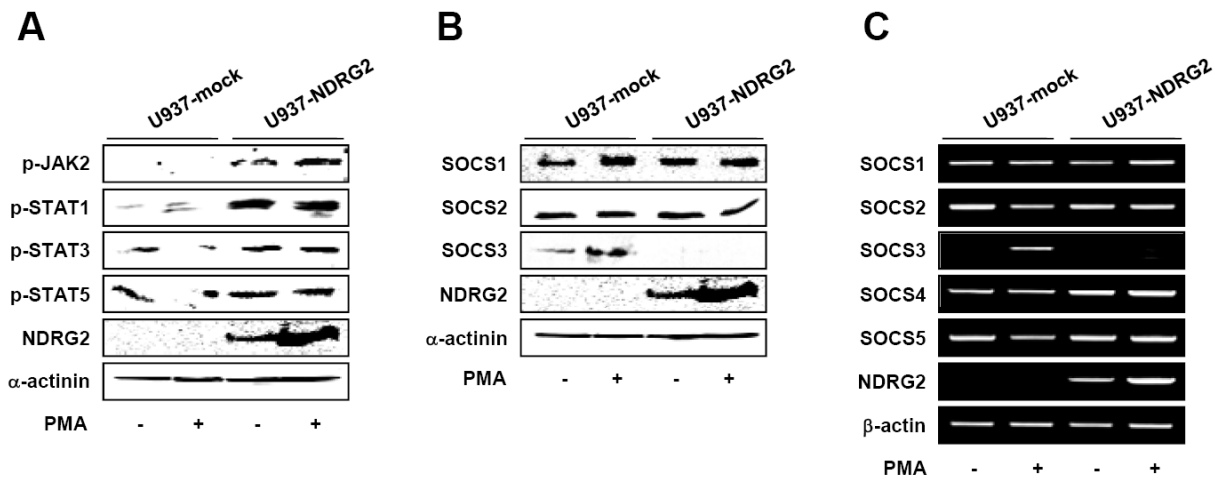 A
U937-mock
U937-NDRG2
p-JAK2
p-STAT1
p-STAT3
p-STAT5
NDRG2
α-actinin
PMA - + - +
B
U937-mock
U937-NDRG2
SOCS1
SOCS2
SOCS3
NDRG2
α-actinin
PMA - + - +
C
U937-mock
U937-NDRG2
SOCS1
SOCS2
SOCS3
SOCS4
SOCS5
NDRG2
β-actin
PMA - + - +